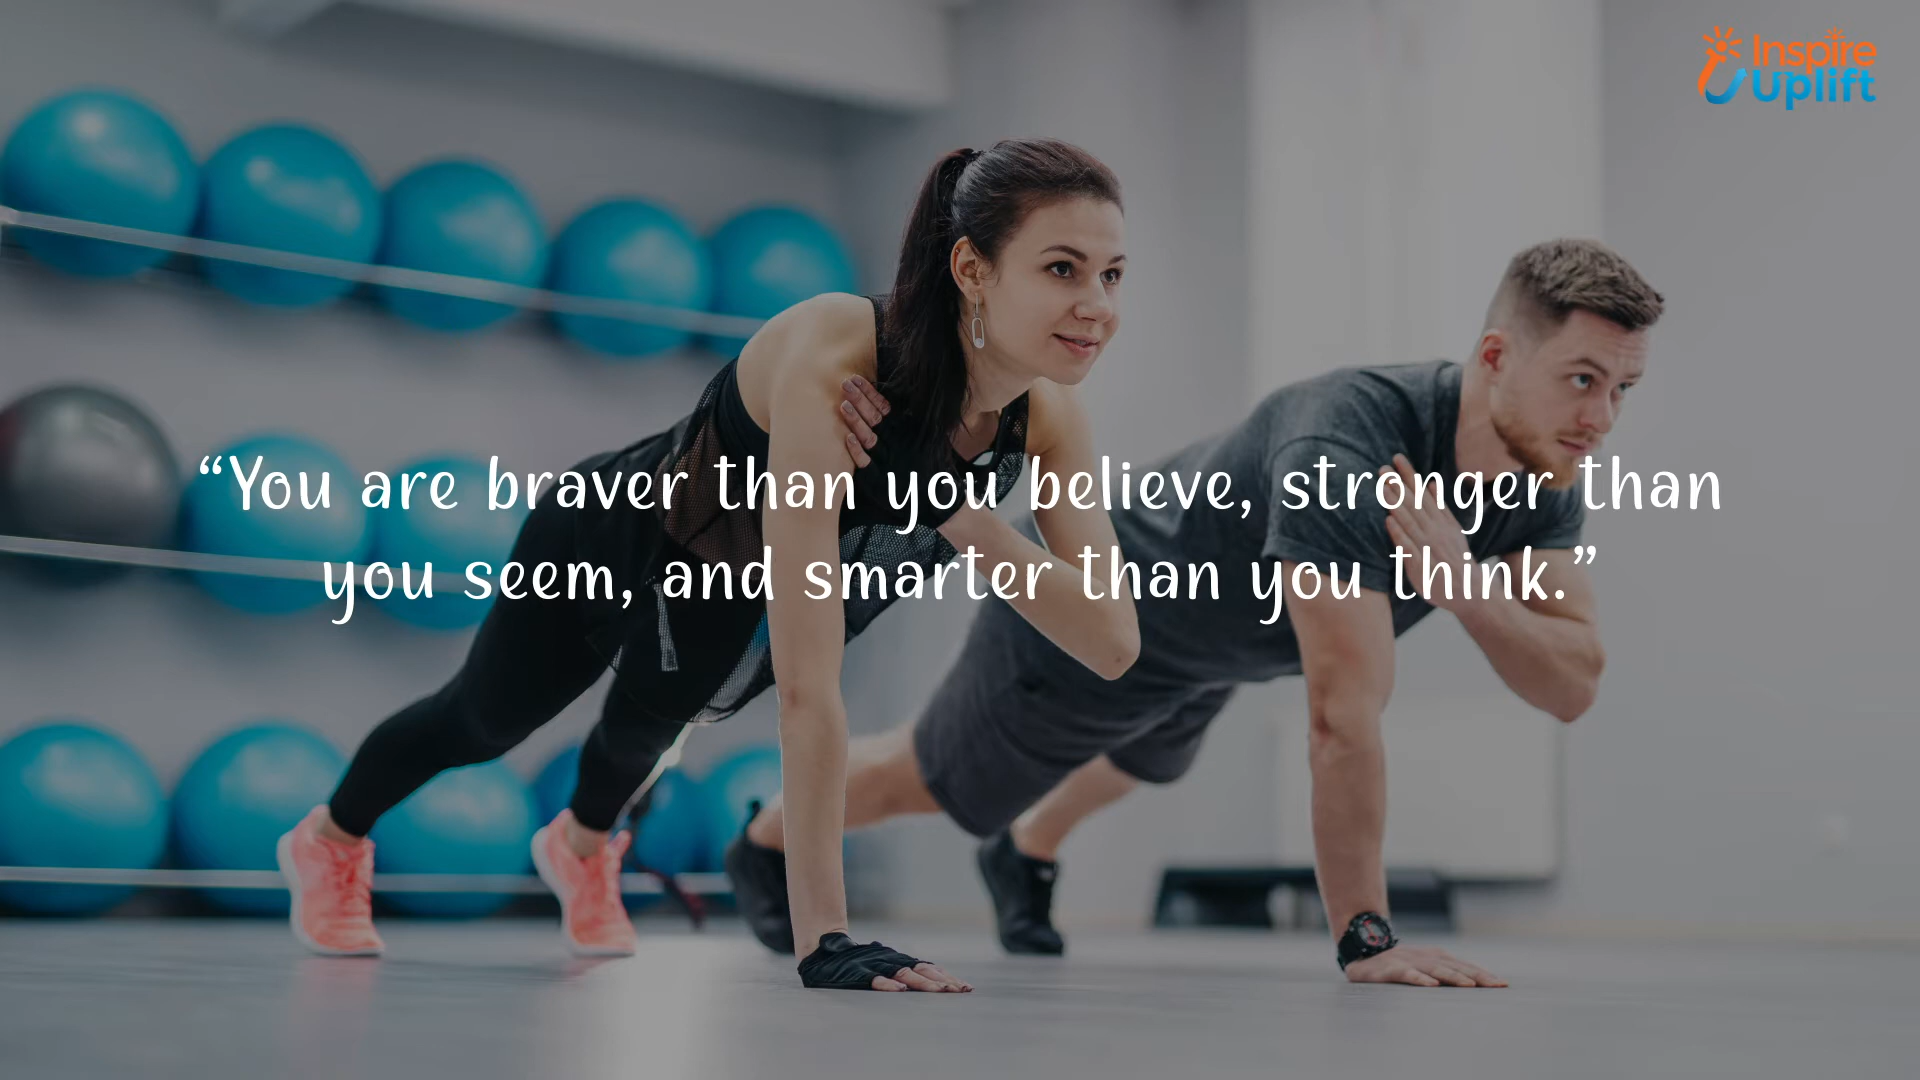 Inspire
Uplift
“You are braver than you believe, stronger than
you seem, and smarter than you think.”